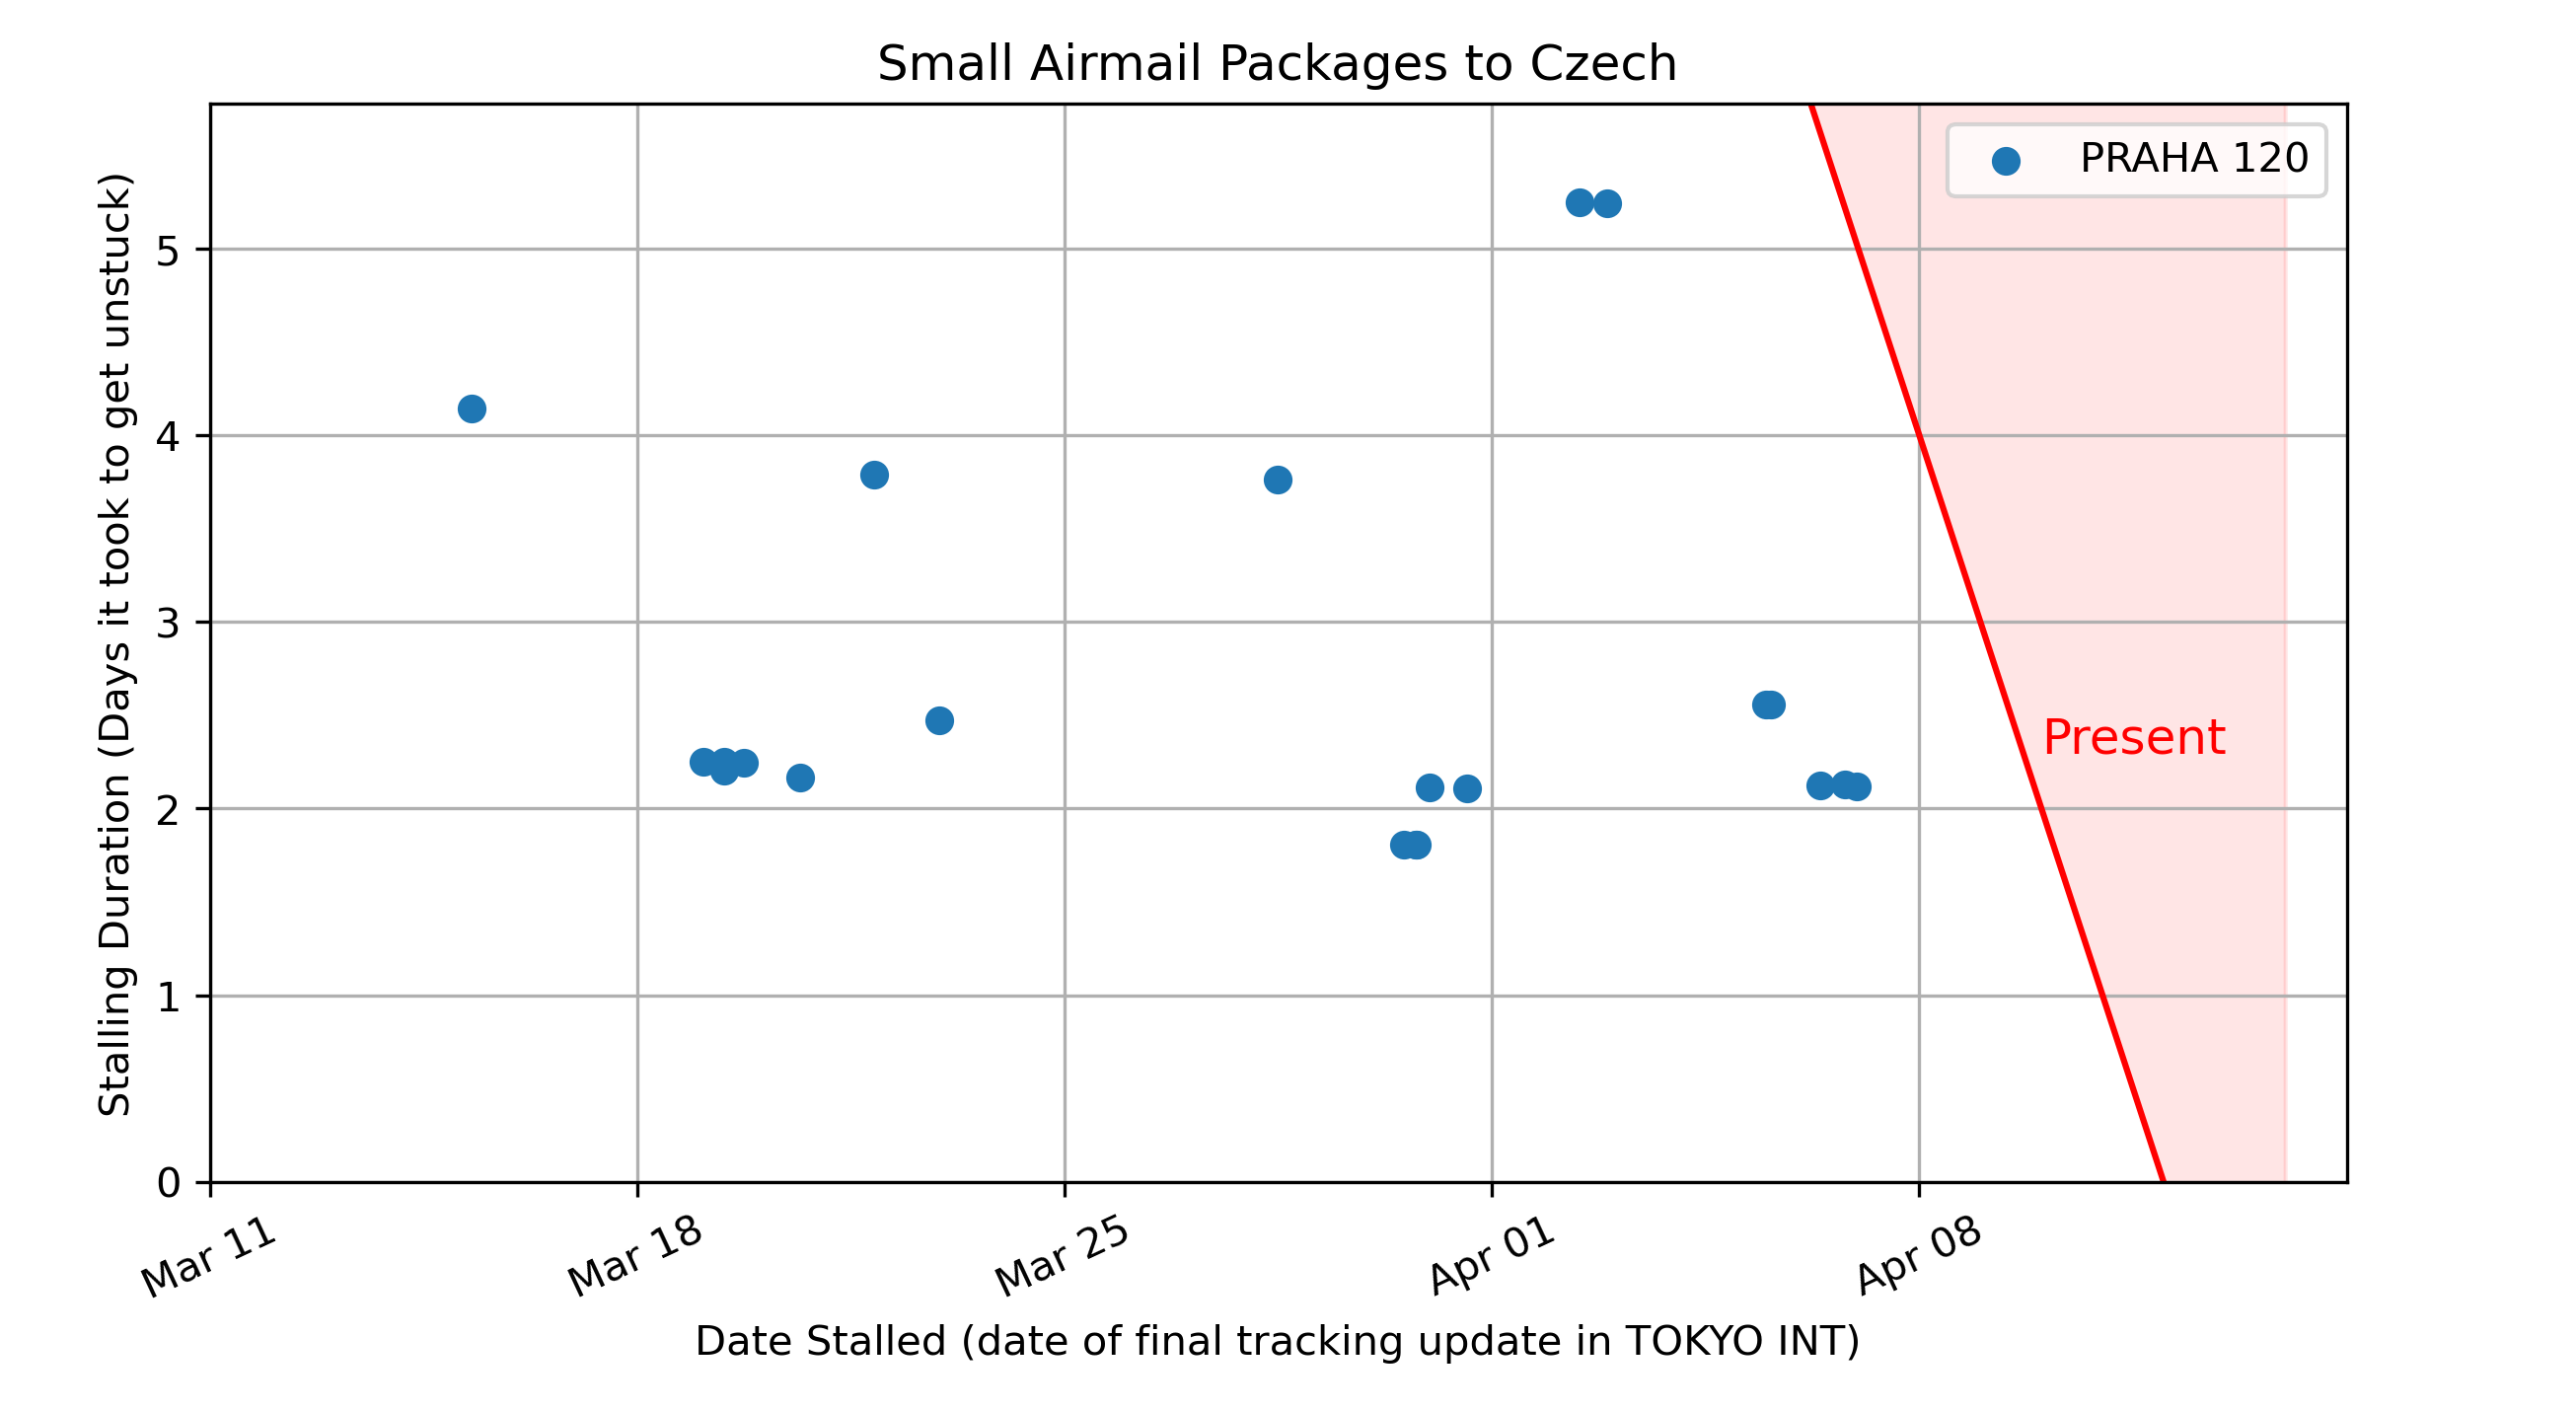 Small Airmail Packages to Czech
PRAHA 120
Stalling Duration (Days it took to get unstuck)
5
4
3
2
1
0
Present
Mar 11
Mar 18
Mar 25
Apr 01
Apr 08
Date Stalled (date of final tracking update in TOKYO INT)